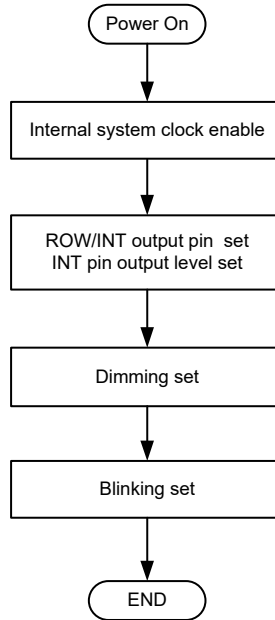 Power On
Internal system clock enable
ROW/INT output pin set
INT pin output level set
Dimming set
Blinking set
END